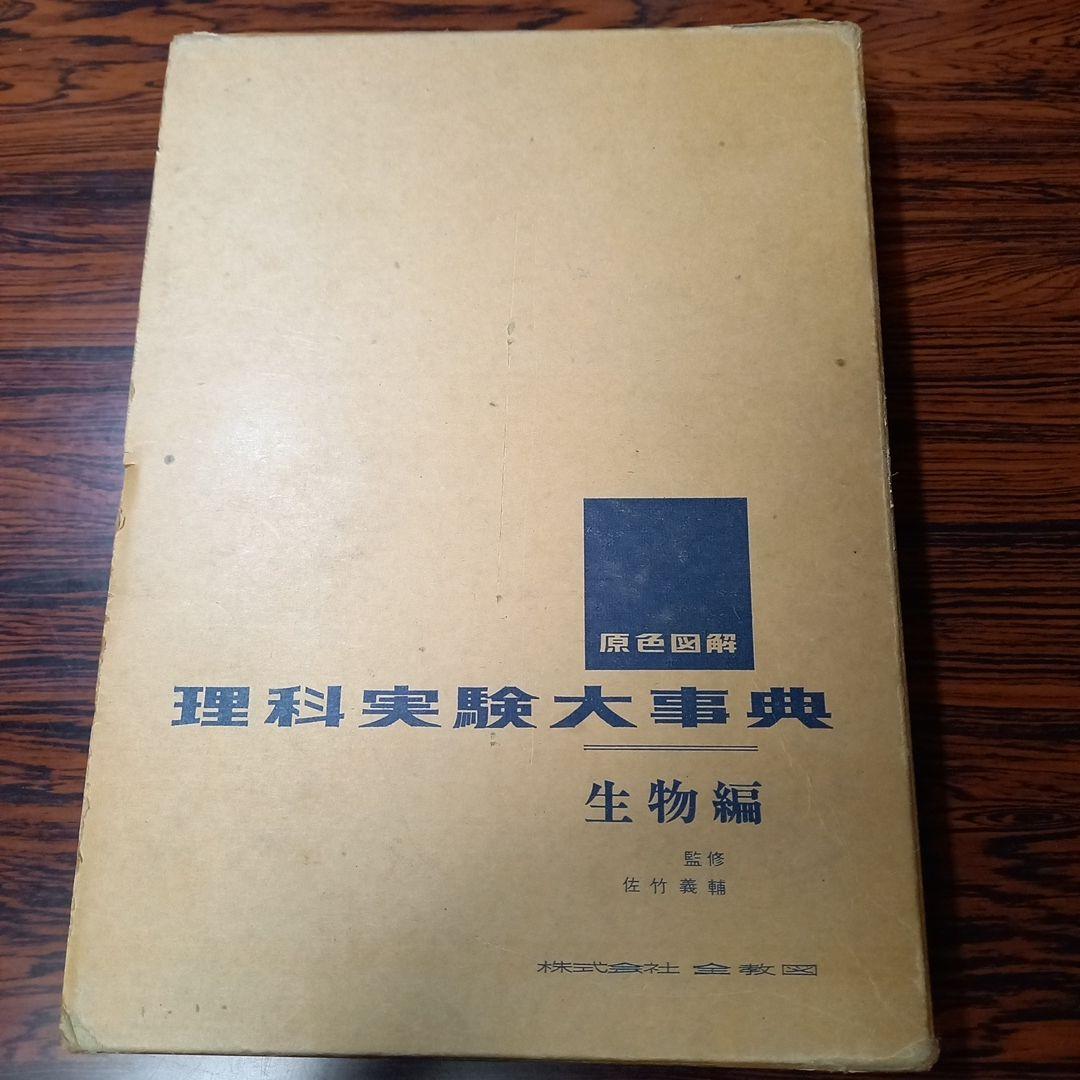 原色図解
理科実験大事典
生物編
監修
佐竹義輔
株式会社 全教図